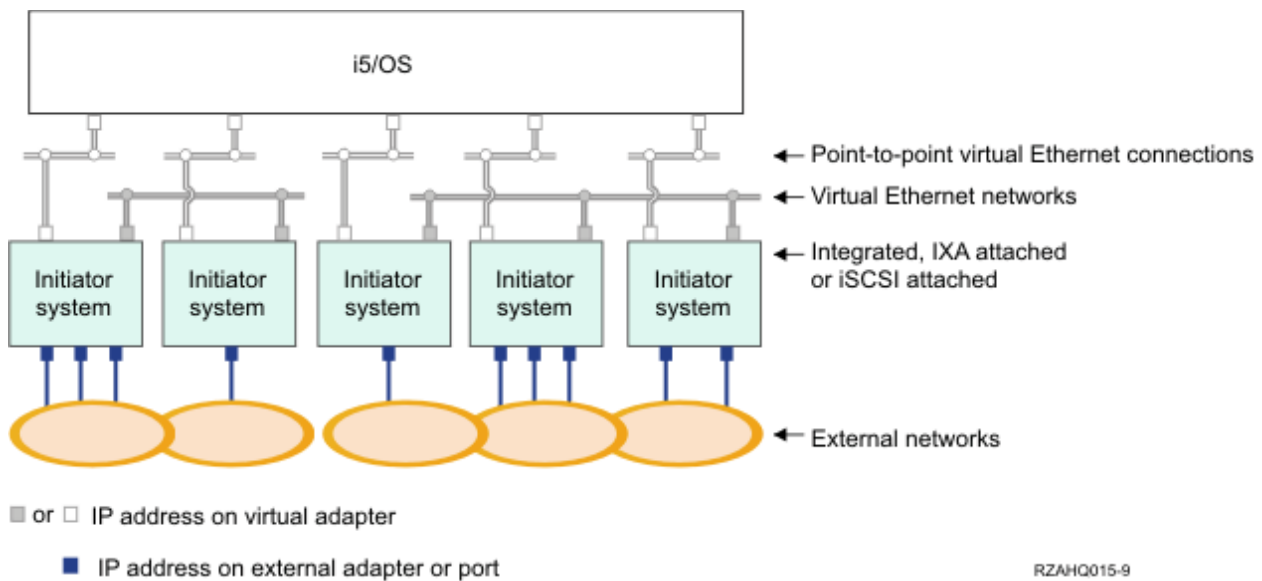 i5/OS
Point-to-point virtual Ethernet connections
Virtual Ethernet networks
Integrated, IXA attached
or iSCSI attached
Initiator
system
Initiator
system
Initiator
system
Initiator
system
Initiator
system
External networks
or IP address on virtual adapter
IP address on external adapter or port
RZAHQ015-9